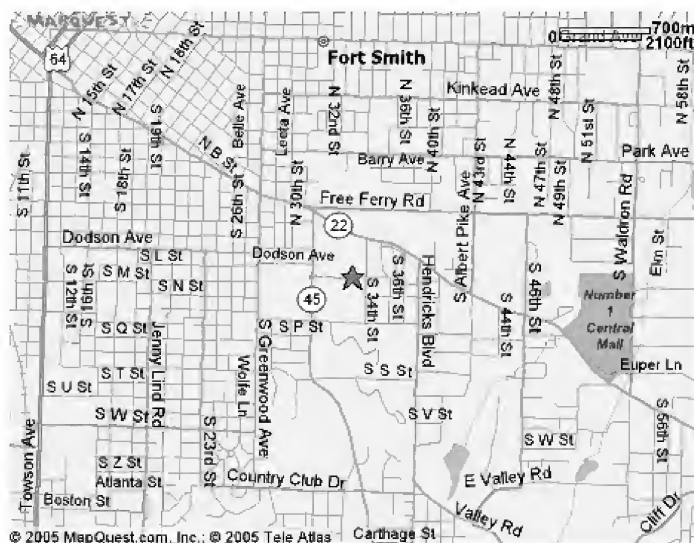 MAPQUEST
0 700m
Grand Ave 2100ft
64
Fort Smith
N 15th St
N 17th St
N 18th St
Kinkead Ave
N 48th St
N 58th St
S 11th St
S 14th St
S 18th St
S 19th St
N B St
Belle Ave
Leeta Ave
N 32nd St
N 36th St
N 40th St
N 51st St
Barry Ave
Park Ave
S 26th St
N 30th St
Free Ferry Rd
N 43rd St
N 44th St
N 47th St
N 49th St
22
S Albert Pike Ave
S Waldron Rd
Elm St
Dodson Ave
Dodson Ave
S L St
S M St
S N St
S 12th St
S 16th St
45
S 34th St
S 36th St
Hendricks Blvd
S 44th St
S 46th St
Number
1
Central
Mall
S Q St
Jenny Lind Rd
S P St
S Greenwood Ave
Wolfe Ln
S T St
S S St
Euper Ln
S U St
S W St
S V St
S W St
S 56th St
Towson Ave
S 23rd St
S Z St
Atlanta St
Country Club Dr
E Valley Rd
Boston St
Valley Rd
Cliff Dr
© 2005 MapQuest.com, Inc.; © 2005 Tele Atlas
Carthage St